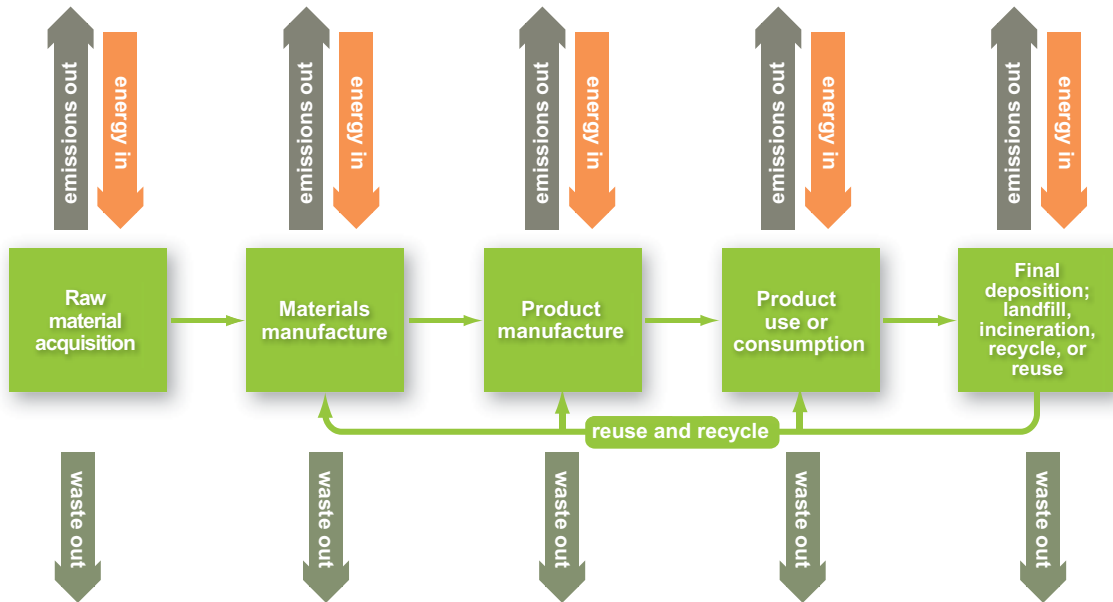 emissions out
energy in
emissions out
energy in
emissions out
energy in
emissions out
energy in
emissions out
energy in
Raw
material
acquisition
Materials
manufacture
Product
manufacture
Product
use or
consumption
Final
deposition;
landfill,
incineration,
recycle, or
reuse
reuse and recycle
waste out
waste out
waste out
waste out
waste out